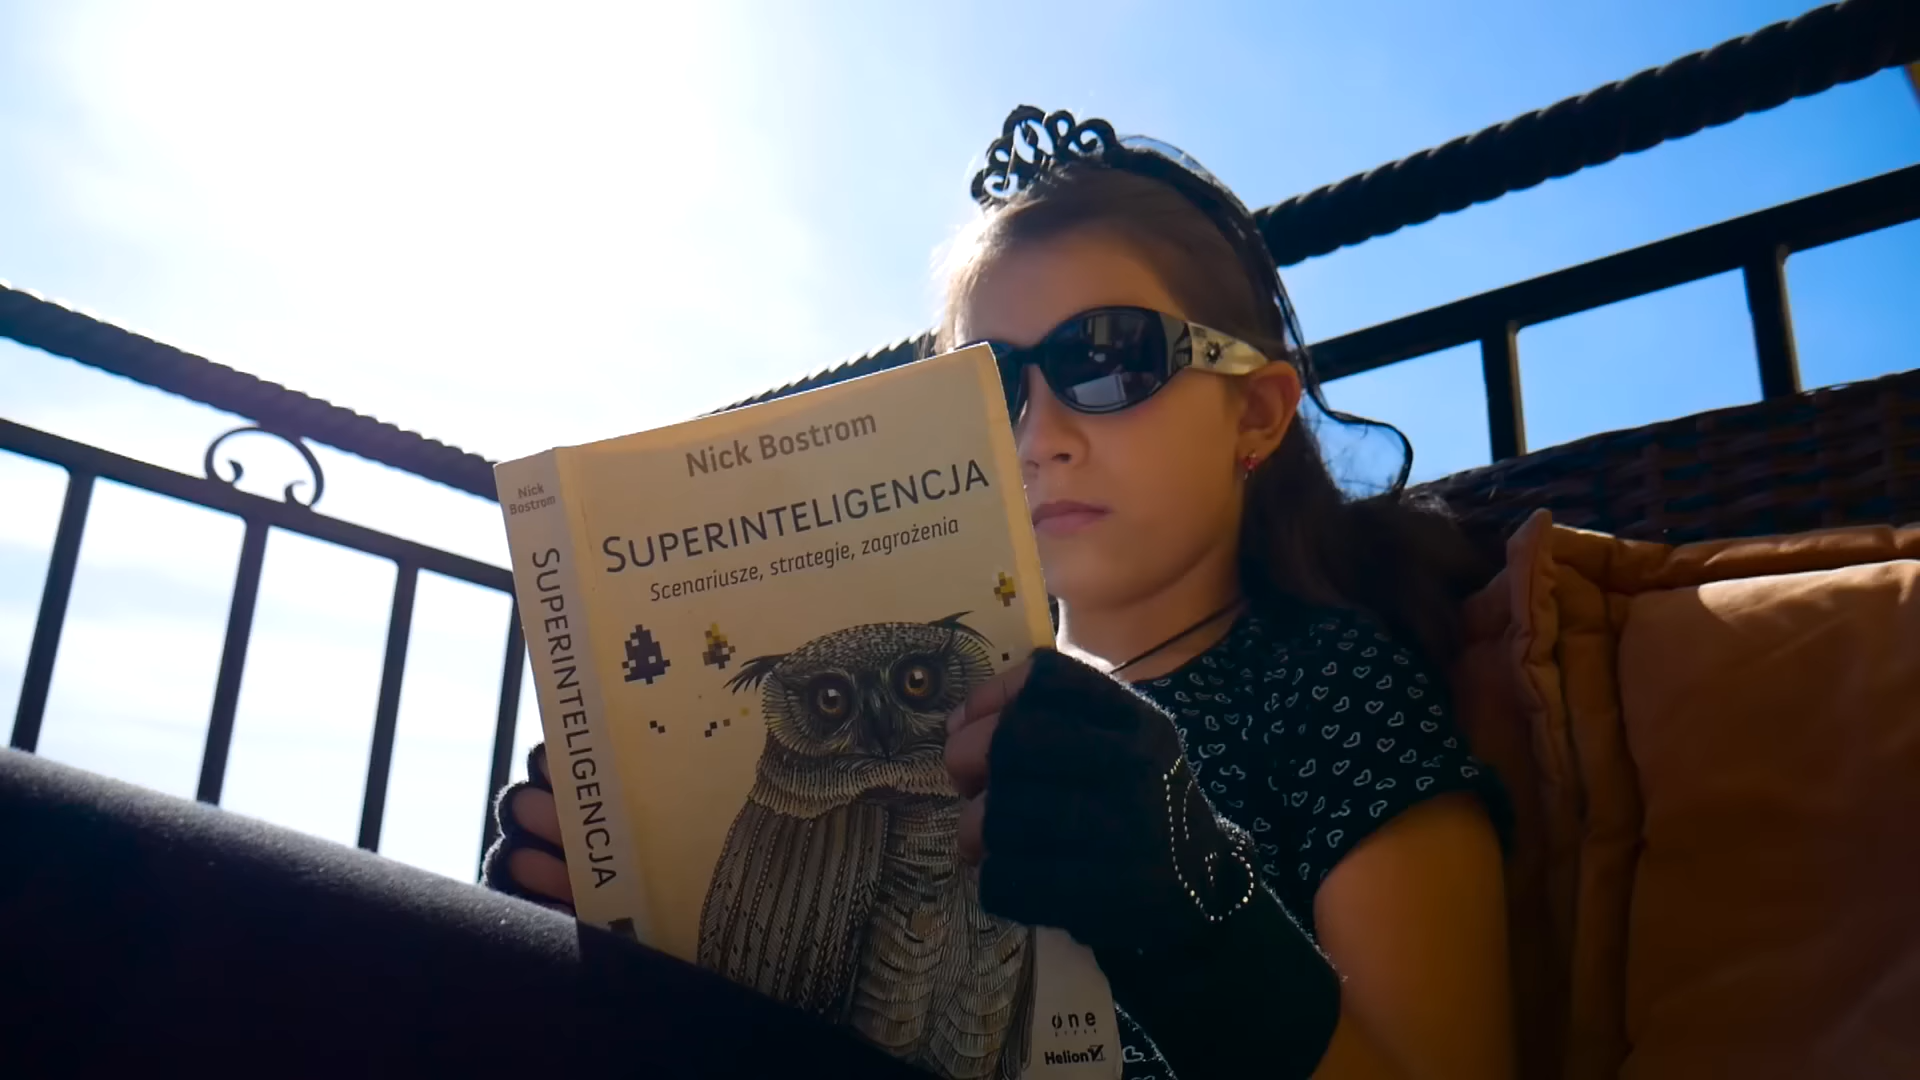 Nick Bostrom
SUPERINTELIGENCJA
Scenariusze, strategie, zagrożenia
Nick
Bostrom
SUPERINTELIGENCJA
one
Helion